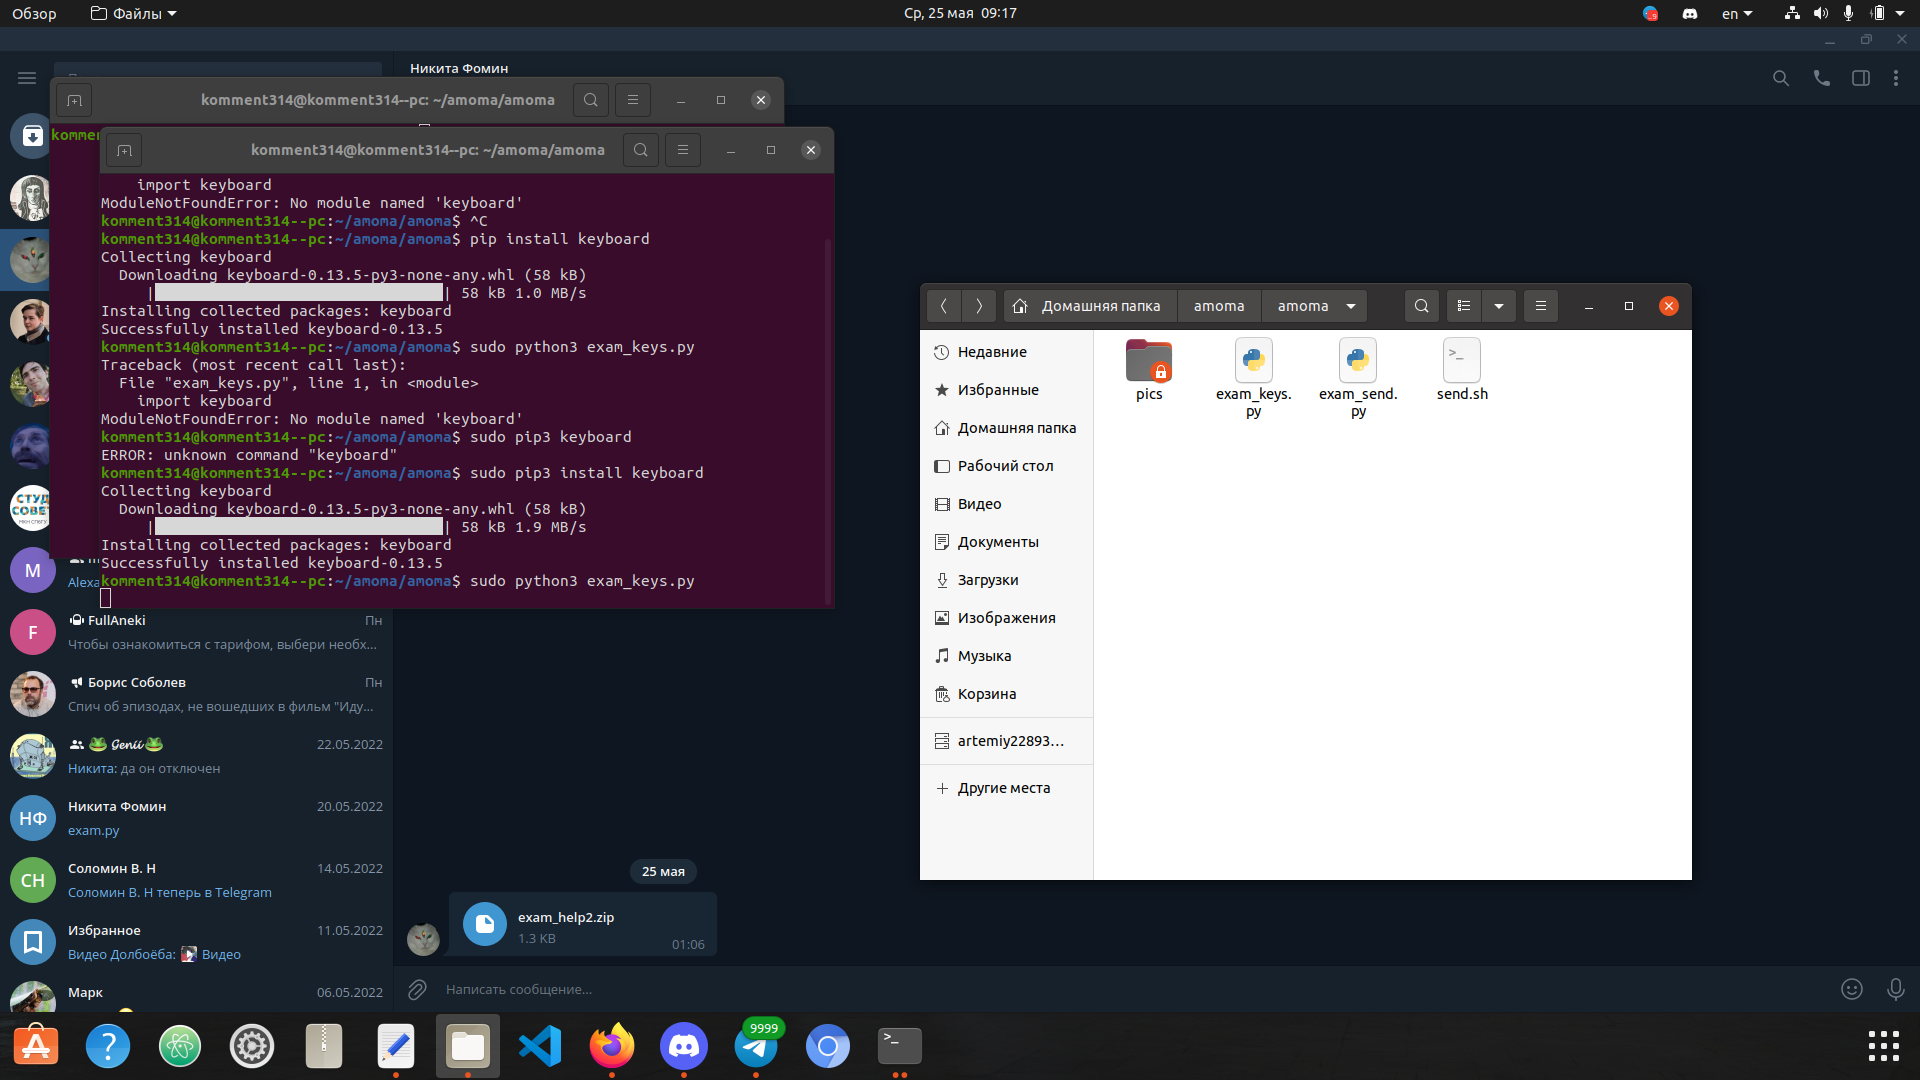 Обзор
Файлы
Ср, 25 мая 09:17
en
Никита Фомин
komment314@komment314--pc: ~/amoma/amoma
komment314@komment314--pc: ~/amoma/amoma
import keyboard
ModuleNotFoundError: No module named 'keyboard'
komment314@komment314--pc:~/amoma/amoma$ ^C
komment314@komment314--pc:~/amoma/amoma$ pip install keyboard
Collecting keyboard
Downloading keyboard-0.13.5-py3-none-any.whl (58 kB)
| | 58 kB 1.0 MB/s
Installing collected packages: keyboard
Successfully installed keyboard-0.13.5
komment314@komment314--pc:~/amoma/amoma$ sudo python3 exam_keys.py
Traceback (most recent call last):
File "exam_keys.py", line 1, in <module>
import keyboard
ModuleNotFoundError: No module named 'keyboard'
komment314@komment314--pc:~/amoma/amoma$ sudo pip3 keyboard
ERROR: unknown command "keyboard"
komment314@komment314--pc:~/amoma/amoma$ sudo pip3 install keyboard
Collecting keyboard
Downloading keyboard-0.13.5-py3-none-any.whl (58 kB)
| | 58 kB 1.9 MB/s
Installing collected packages: keyboard
Successfully installed keyboard-0.13.5
komment314@komment314--pc:~/amoma/amoma$ sudo python3 exam_keys.py
M
F
FullAneki
Пн
Чтобы ознакомиться с тарифом, выбери необх...
Борис Соболев
Пн
Спич об эпизодах, не вошедших в фильм "Иду...
🐸 𝓖𝓮𝓷𝓲𝓲 🐸
22.05.2022
Никита: да он отключен
НФ
Никита Фомин
20.05.2022
exam.py
СН
Соломин В. Н
14.05.2022
Соломин В. Н теперь в Telegram
Избранное
11.05.2022
Видео Долбоёба: Видео
Марк
06.05.2022
25 мая
exam_help2.zip
1.3 KB
01:06
Написать сообщение...
Домашняя папка
amoma
amoma
Недавние
Избранные
Домашняя папка
Рабочий стол
Видео
Документы
Загрузки
Изображения
Музыка
Корзина
artemiy22893...
Другие места
pics
exam_keys.
py
exam_send.
py
send.sh
9999